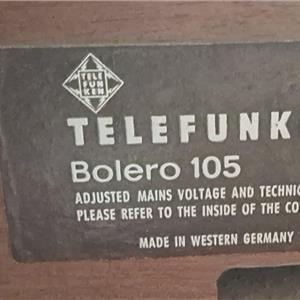 TELE
FUN
KEN
TELEFUNK
Bolero 105
ADJUSTED MAINS VOLTAGE AND TECHNIC
PLEASE REFER TO THE INSIDE OF THE CO
MADE IN WESTERN GERMANY